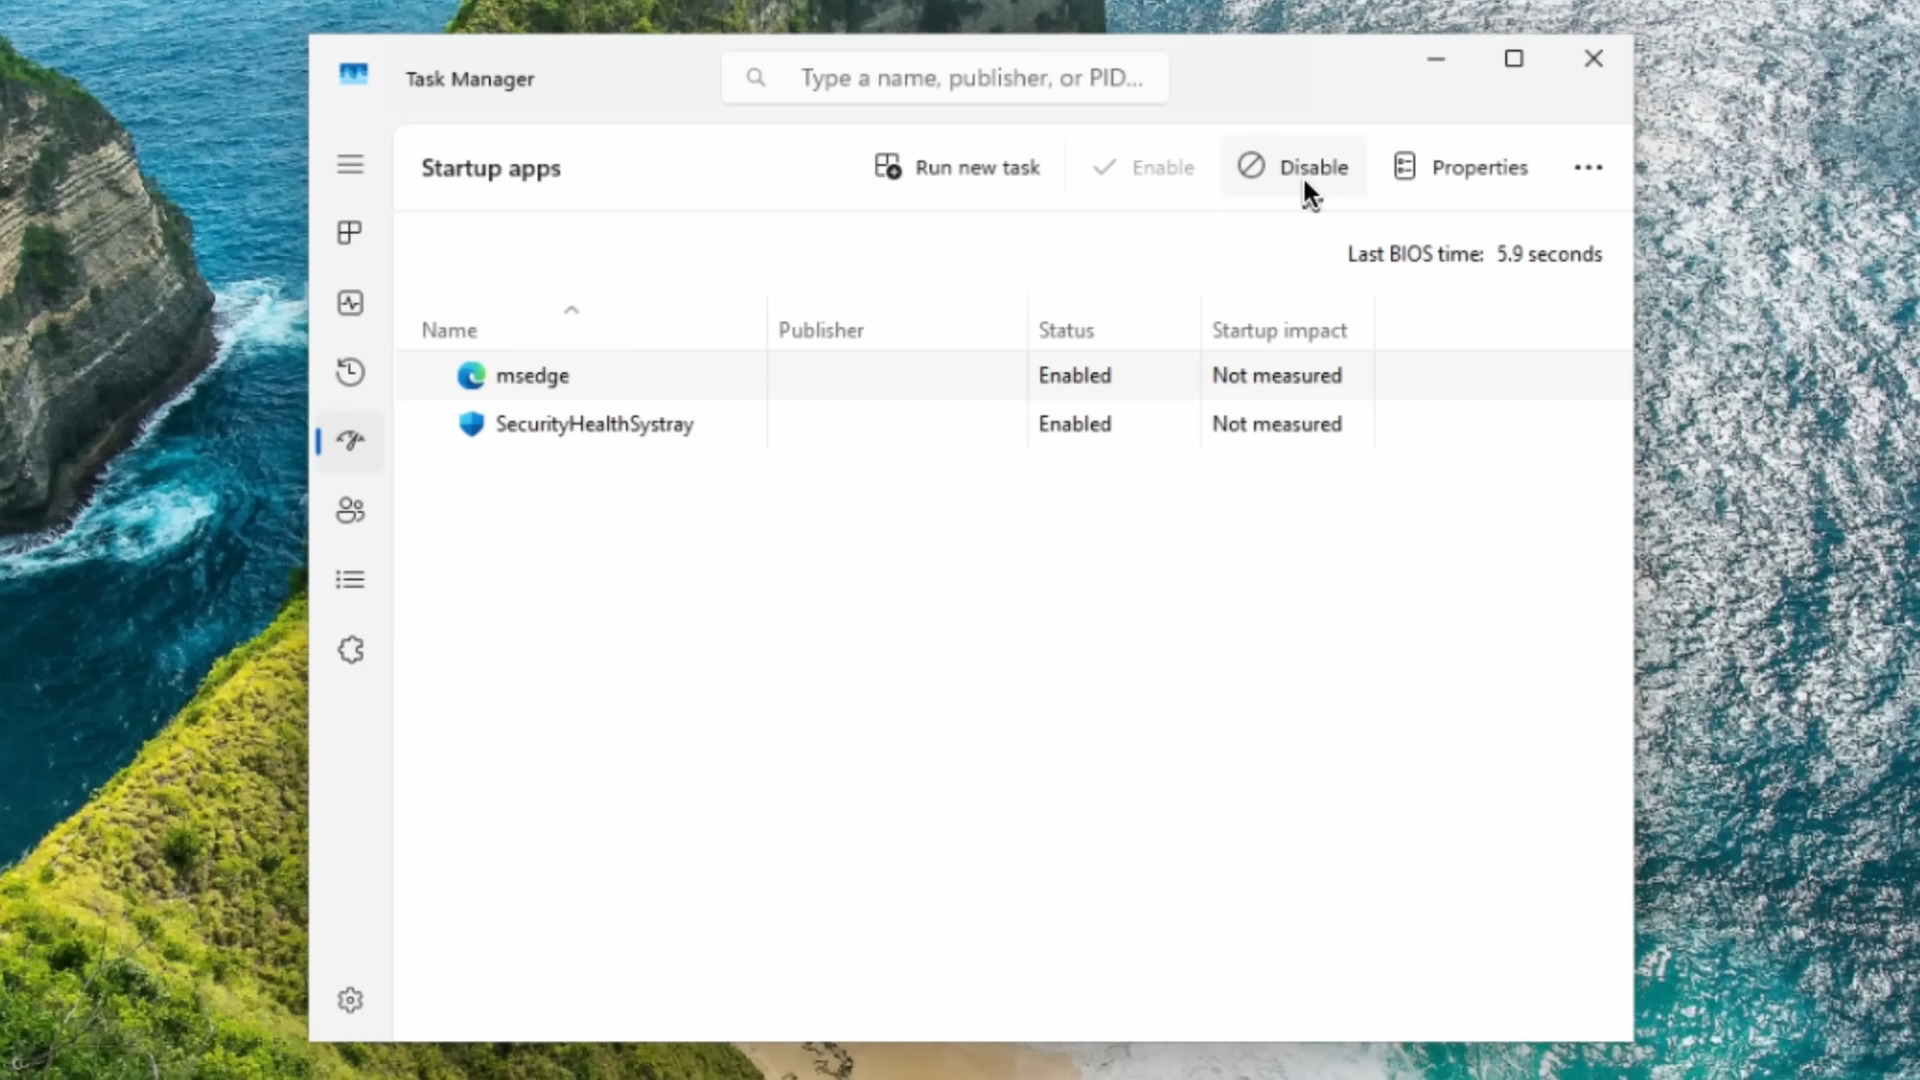 Task Manager
Type a name, publisher, or PID...
Startup apps
Run new task
Enable
Disable
Properties
Last BIOS time: 5.9 seconds
Name Publisher Status Startup impact
msedge Enabled Not measured
SecurityHealthSystray Enabled Not measured